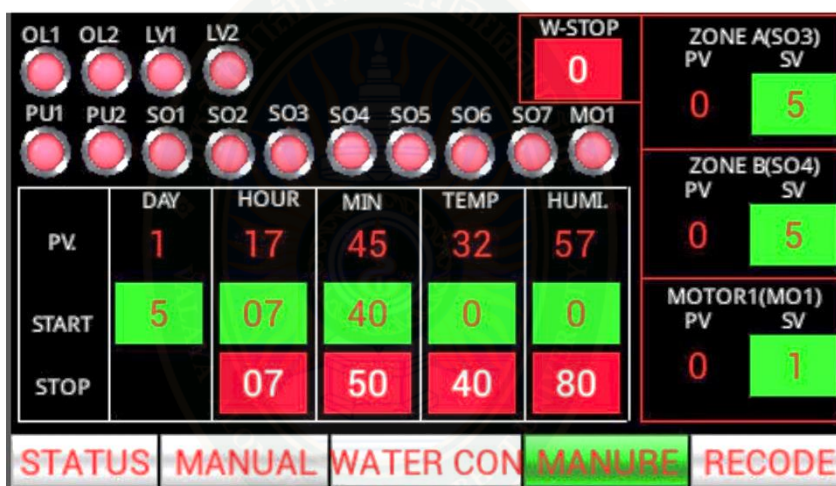 OL1 OL2 LV1 LV2
W-STOP
0
PU1 PU2 SO1 SO2 SO3 SO4 SO5 SO6 SO7 MO1
DAY HOUR MIN TEMP HUMI.
PV. 1 17 45 32 57
START 5 07 40 0 0
STOP 07 50 40 80
ZONE A(SO3)
PV SV
0 5
ZONE B(SO4)
PV SV
0 5
MOTOR1(MO1)
PV SV
0 1
STATUS MANUAL WATER CON MANURE RECODE